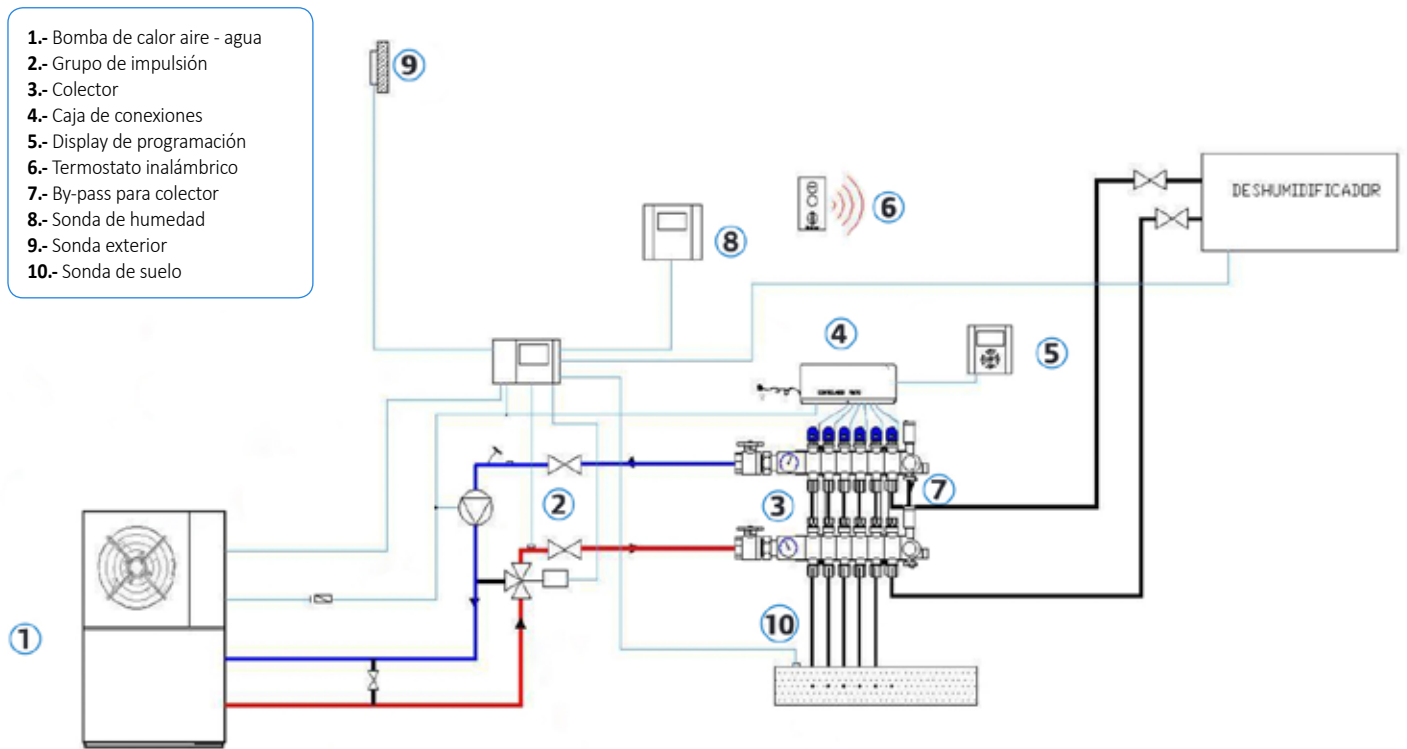 1.- Bomba de calor aire - agua
2.- Grupo de impulsión
3.- Colector
4.- Caja de conexiones
5.- Display de programación
6.- Termostato inalámbrico
7.- By-pass para colector
8.- Sonda de humedad
9.- Sonda exterior
10.- Sonda de suelo
9
6
8
DESHUMIDIFICADOR
4
5
7
2
3
10
1